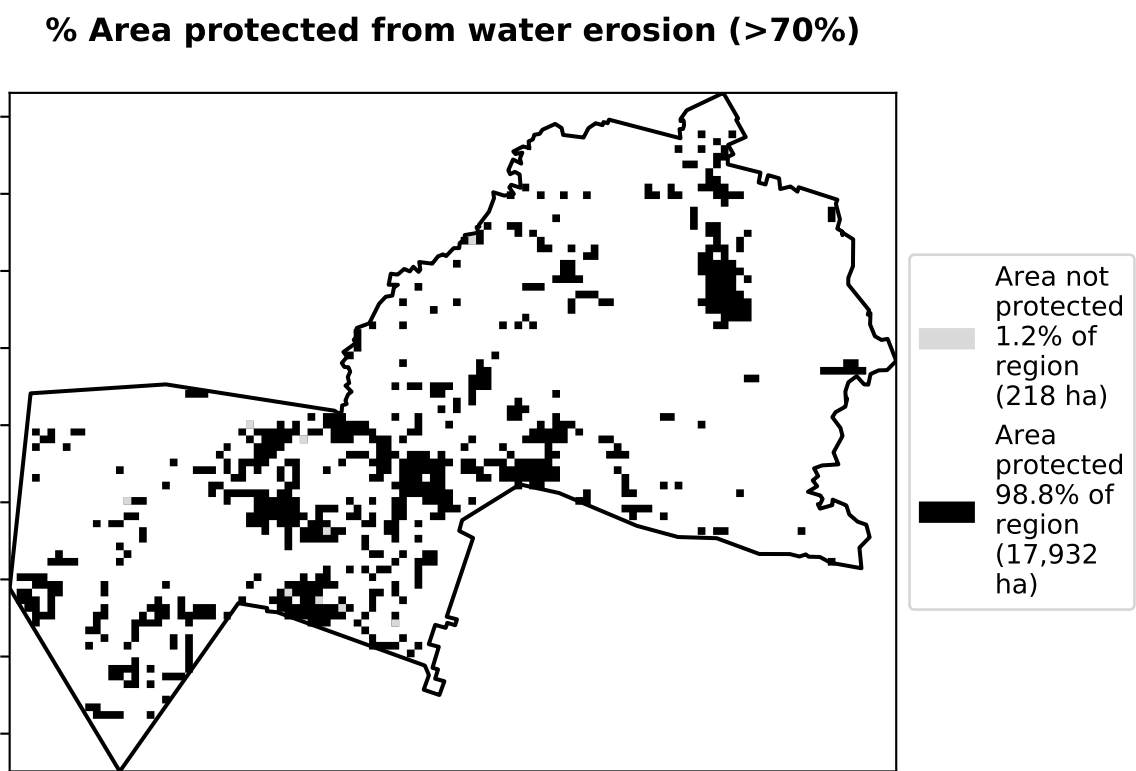 % Area protected from water erosion (>70%)
Area not
protected
1.2% of
region
(218 ha)
Area
protected
98.8% of
region
(17,932
ha)